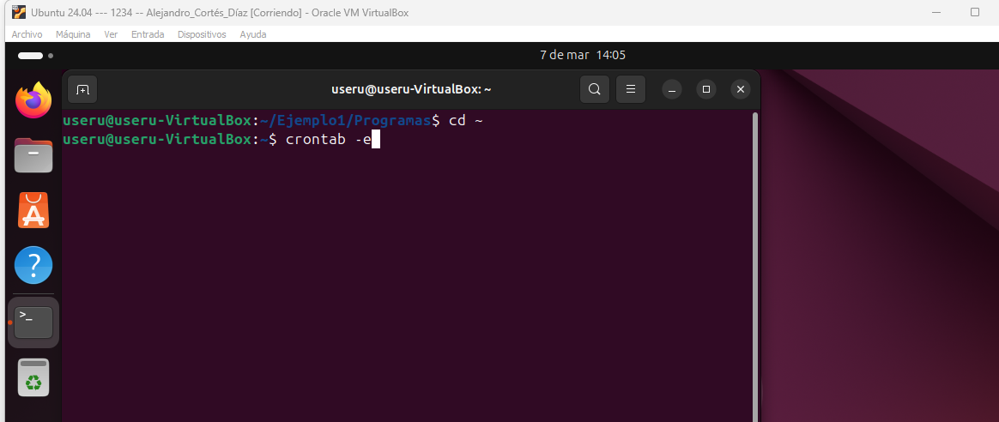 Ubuntu 24.04 --- 1234 -- Alejandro_Cortés_Díaz [Corriendo] - Oracle VM VirtualBox
Archivo Máquina Ver Entrada Dispositivos Ayuda
7 de mar 14:05
useru@useru-VirtualBox: ~
useru@useru-VirtualBox:~/Ejemplo1/Programas$ cd ~
useru@useru-VirtualBox:~$ crontab -e